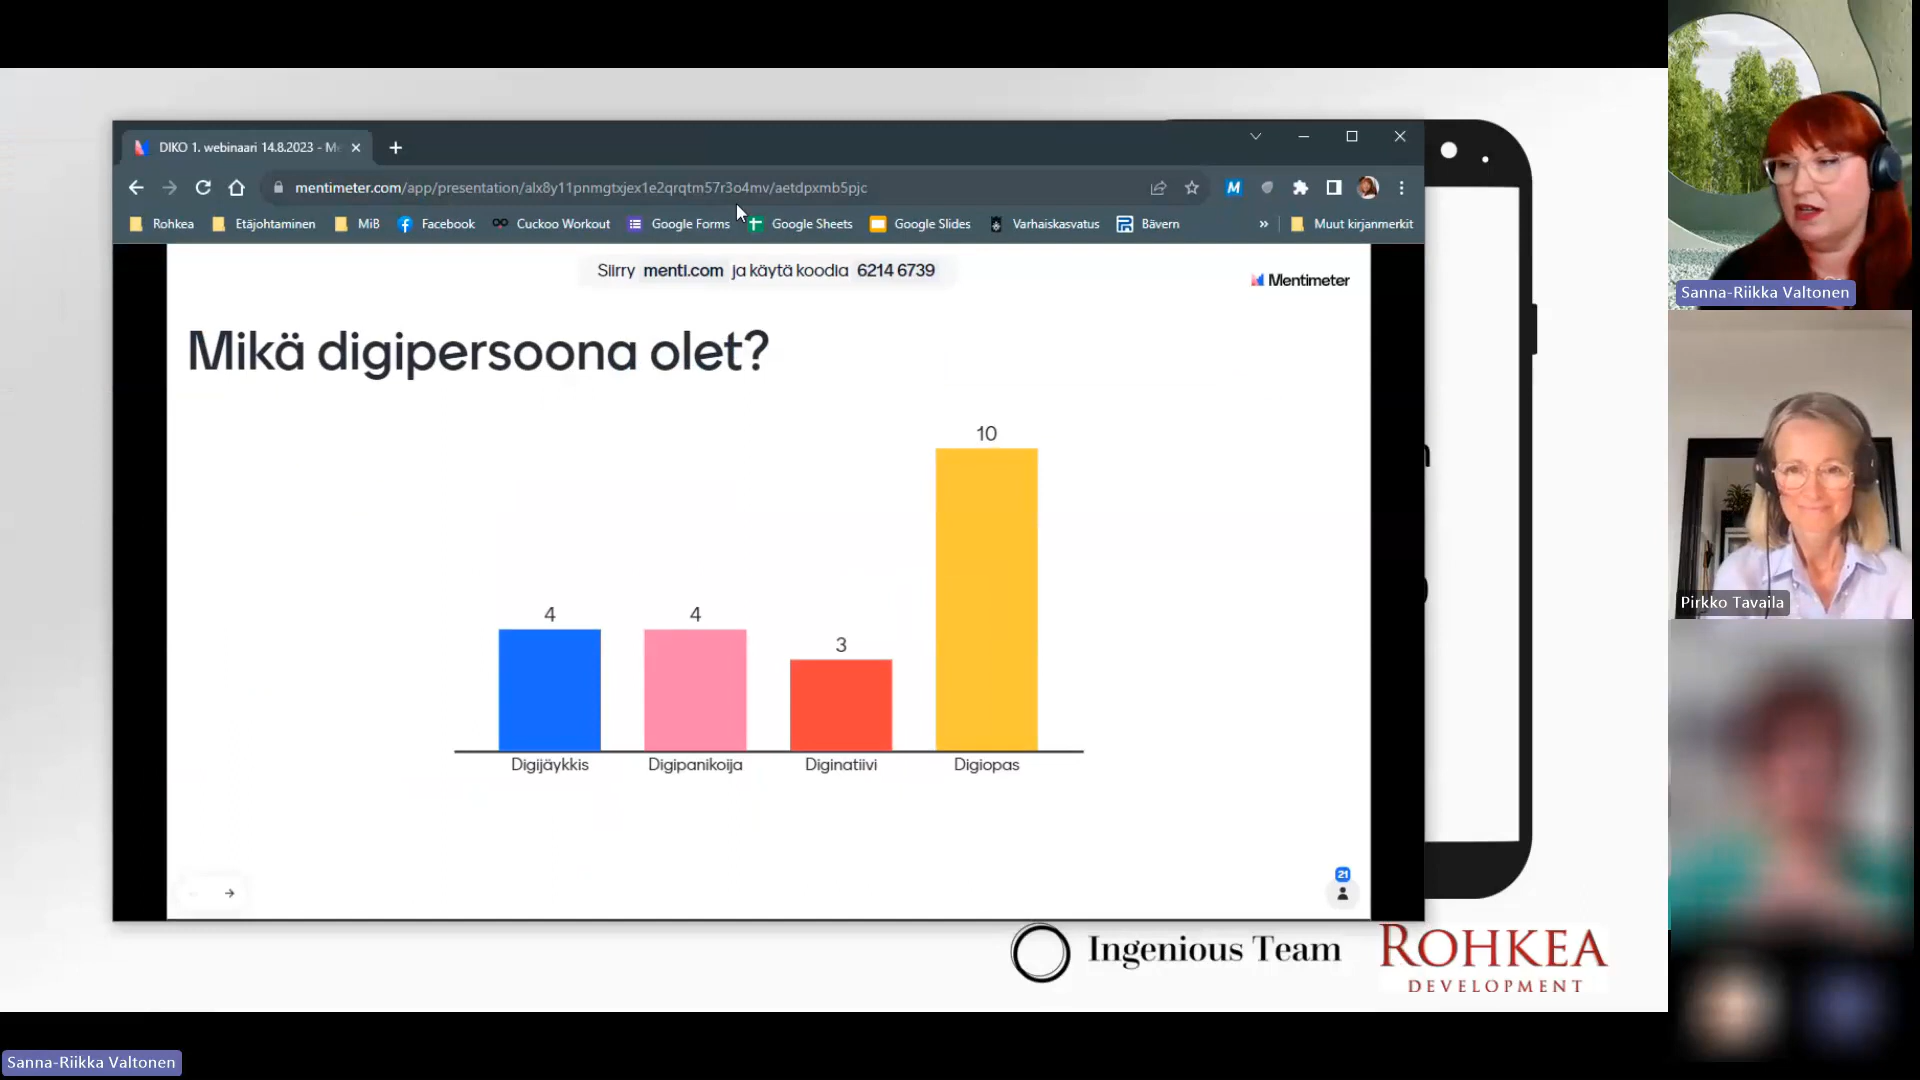 DIKO 1. webinaari 14.8.2023 - Me
mentimeter.com/app/presentation/alx8y11pnmgtxjex1e2qrqtm57r3o4mv/aetdpxmb5pjc
Rohkea Etäjohtaminen MiB Facebook Cuckoo Workout Google Forms Google Sheets Google Slides Varhaiskasvatus Bävern » Muut kirjanmerkit
Siirry menti.com ja käytä koodia 6214 6739
Mentimeter
Mikä digipersoona olet?
4
4
3
10
Digijäykkis
Digipanikoija
Diginatiivi
Digiopas
21
Ingenious Team
ROHKEA
DEVELOPMENT
Sanna-Riikka Valtonen
Pirkko Tavaila
Sanna-Riikka Valtonen